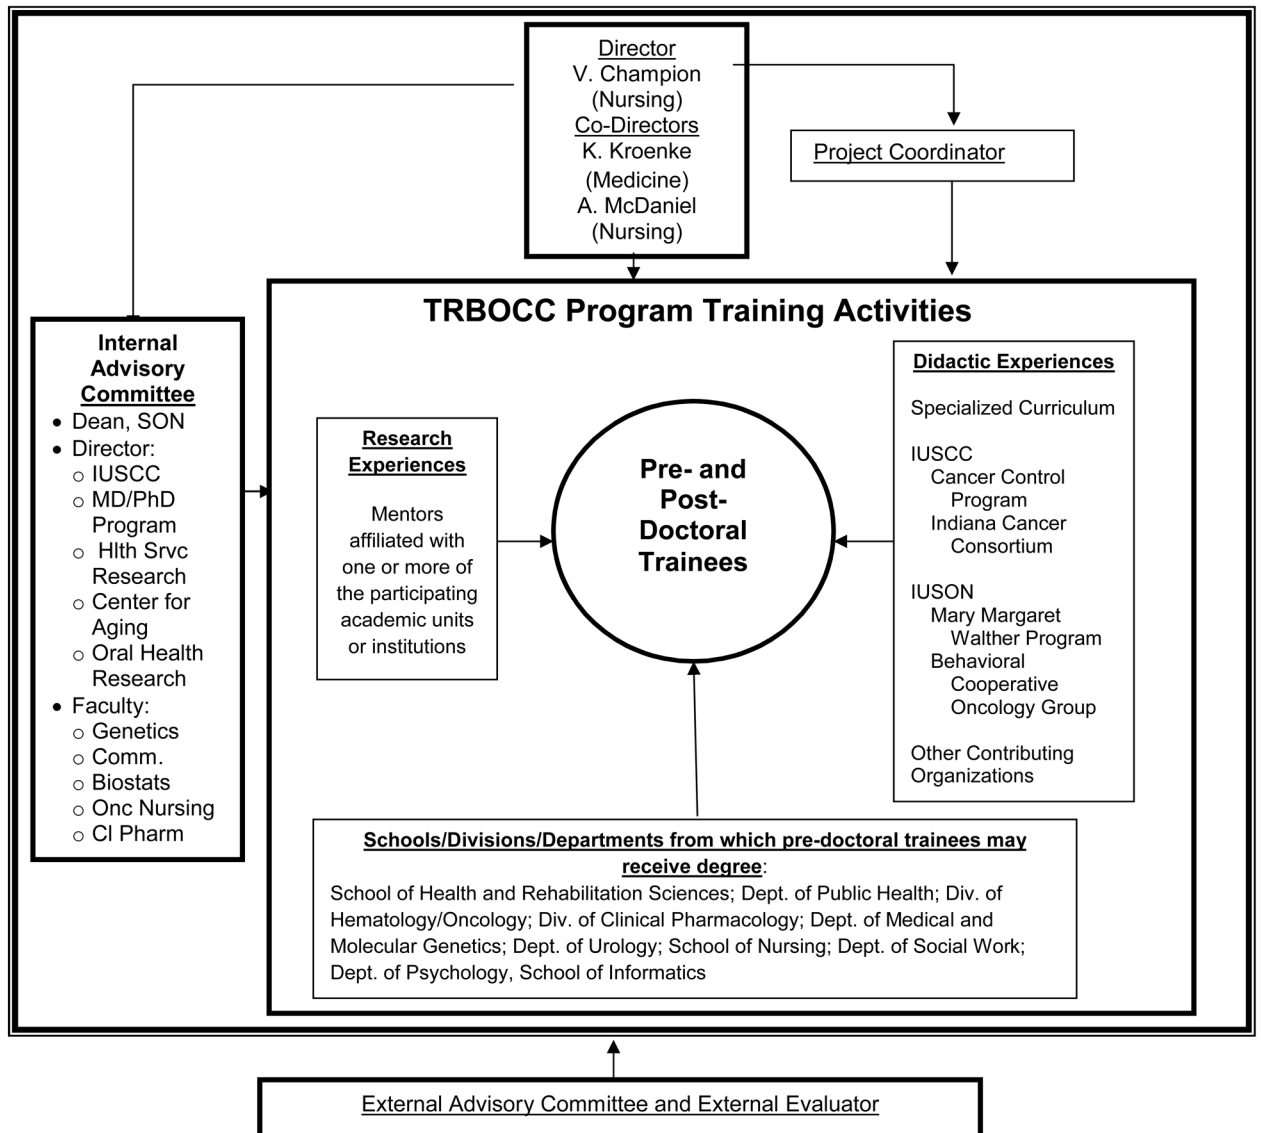 Director
V. Champion
(Nursing)
Co-Directors
K. Kroenke
(Medicine)
A. McDaniel
(Nursing)
Project Coordinator
TRBOCC Program Training Activities
Internal
Advisory
Committee
• Dean, SON
• Director:
o IUSCC
o MD/PhD
Program
o Hlth Srvc
Research
o Center for
Aging
o Oral Health
Research
• Faculty:
o Genetics
o Comm.
o Biostats
o Onc Nursing
o Cl Pharm
Research
Experiences
Mentors
affiliated with
one or more of
the participating
academic units
or institutions
Pre- and
Post-
Doctoral
Trainees
Didactic Experiences
Specialized Curriculum
IUSCC
Cancer Control
Program
Indiana Cancer
Consortium
IUSON
Mary Margaret
Walther Program
Behavioral
Cooperative
Oncology Group
Other Contributing
Organizations
Schools/Divisions/Departments from which pre-doctoral trainees may
receive degree:
School of Health and Rehabilitation Sciences; Dept. of Public Health; Div. of
Hematology/Oncology; Div. of Clinical Pharmacology; Dept. of Medical and
Molecular Genetics; Dept. of Urology; School of Nursing; Dept. of Social Work;
Dept. of Psychology, School of Informatics
External Advisory Committee and External Evaluator